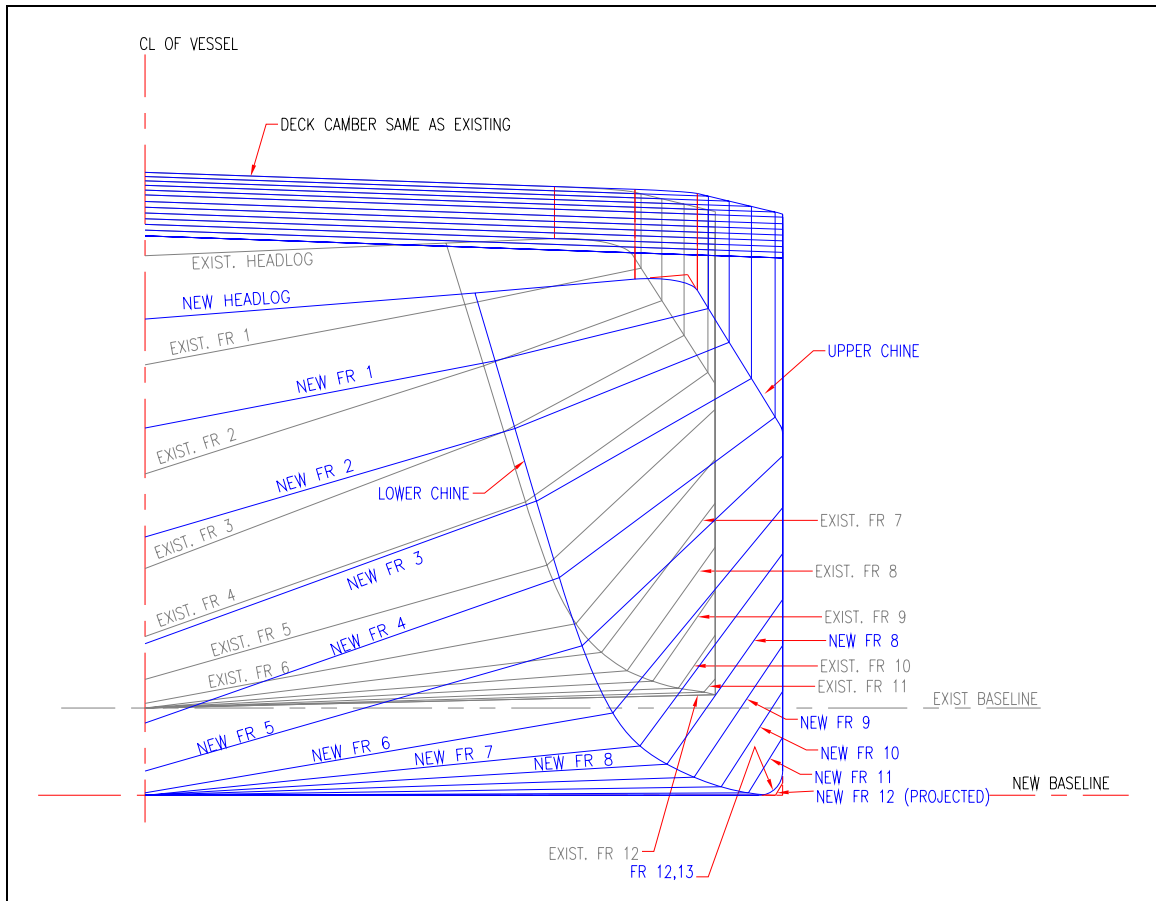 CL OF VESSEL
DECK CAMBER SAME AS EXISTING
EXIST. HEADLOG
NEW HEADLOG
EXIST. FR 1
UPPER CHINE
NEW FR 1
EXIST. FR 2
NEW FR 2
LOWER CHINE
EXIST. FR 3
EXIST. FR 7
NEW FR 3
EXIST. FR 8
EXIST. FR 4
EXIST. FR 9
NEW FR 4
NEW FR 8
EXIST. FR 5
EXIST. FR 10
EXIST. FR 6
EXIST. FR 11
EXIST BASELINE
NEW FR 5
NEW FR 9
NEW FR 6
NEW FR 7
NEW FR 8
NEW FR 10
NEW FR 11
NEW BASELINE
NEW FR 12 (PROJECTED)
EXIST. FR 12
FR 12,13